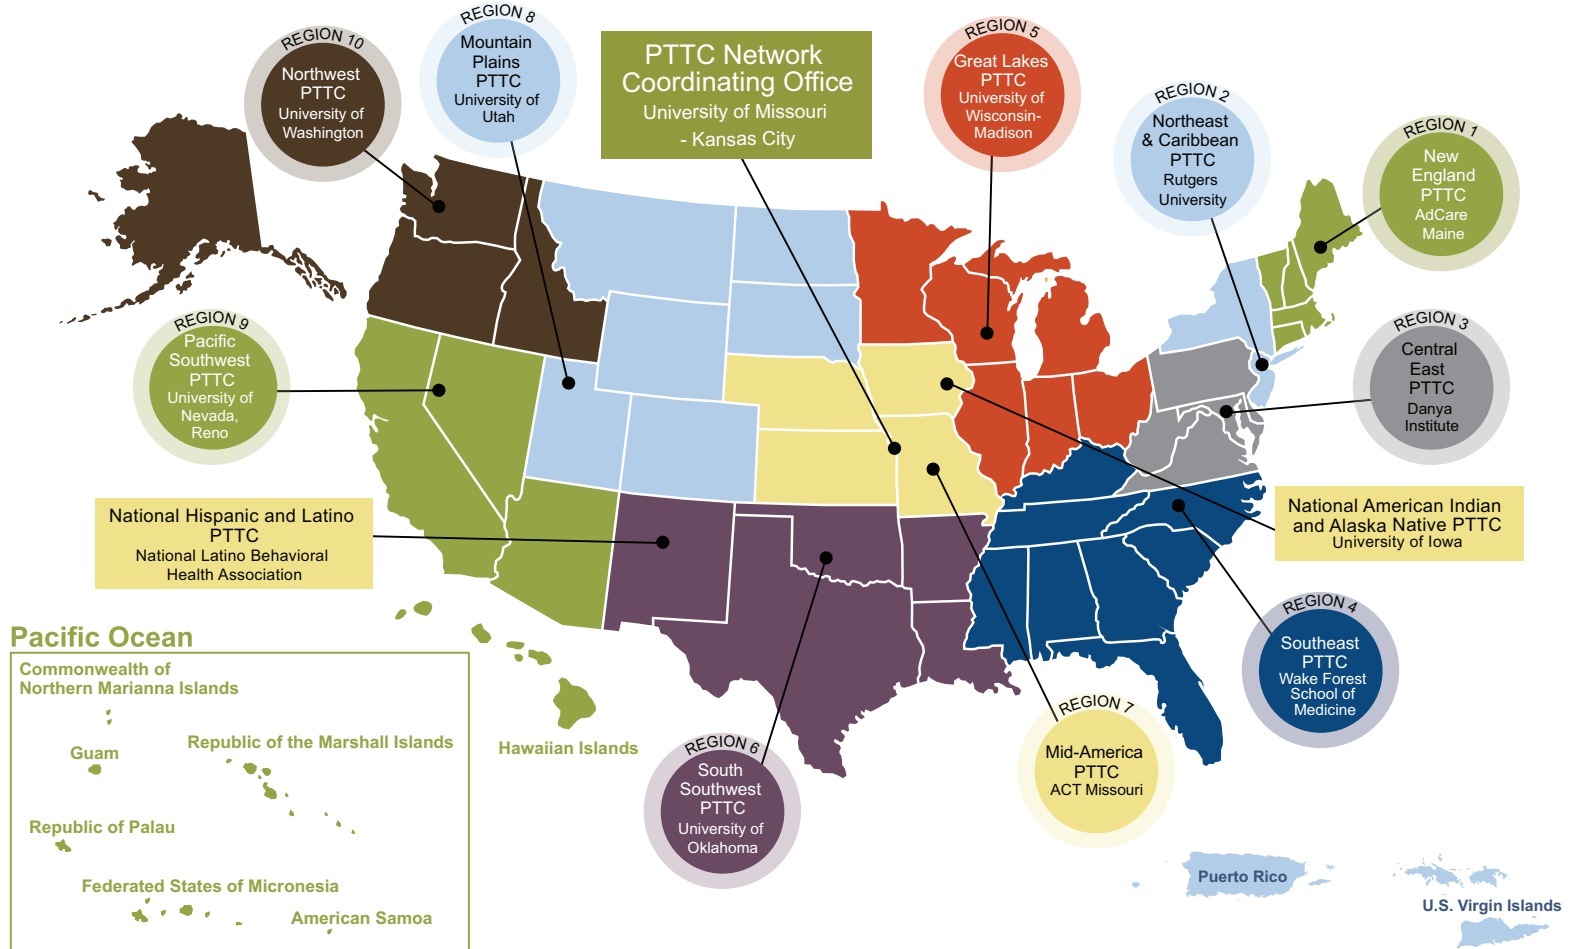 REGION 10
Northwest
PTTC
University of
Washington
REGION 8
Mountain
Plains
PTTC
University of
Utah
PTTC Network
Coordinating Office
University of Missouri
- Kansas City
REGION 5
Great Lakes
PTTC
University of
Wisconsin-
Madison
REGION 2
Northeast
& Caribbean
PTTC
Rutgers
University
REGION 1
New
England
PTTC
AdCare
Maine
REGION 9
Pacific
Southwest
PTTC
University of
Nevada,
Reno
REGION 3
Central
East
PTTC
Danya
Institute
National Hispanic and Latino
PTTC
National Latino Behavioral
Health Association
National American Indian
and Alaska Native PTTC
University of Iowa
REGION 4
Southeast
PTTC
Wake Forest
School of
Medicine
REGION 7
Mid-America
PTTC
ACT Missouri
REGION 6
South
Southwest
PTTC
University of
Oklahoma
Hawaiian Islands
Pacific Ocean
Commonwealth of
Northern Marianna Islands
Guam
Republic of the Marshall Islands
Republic of Palau
Federated States of Micronesia
American Samoa
Puerto Rico
U.S. Virgin Islands